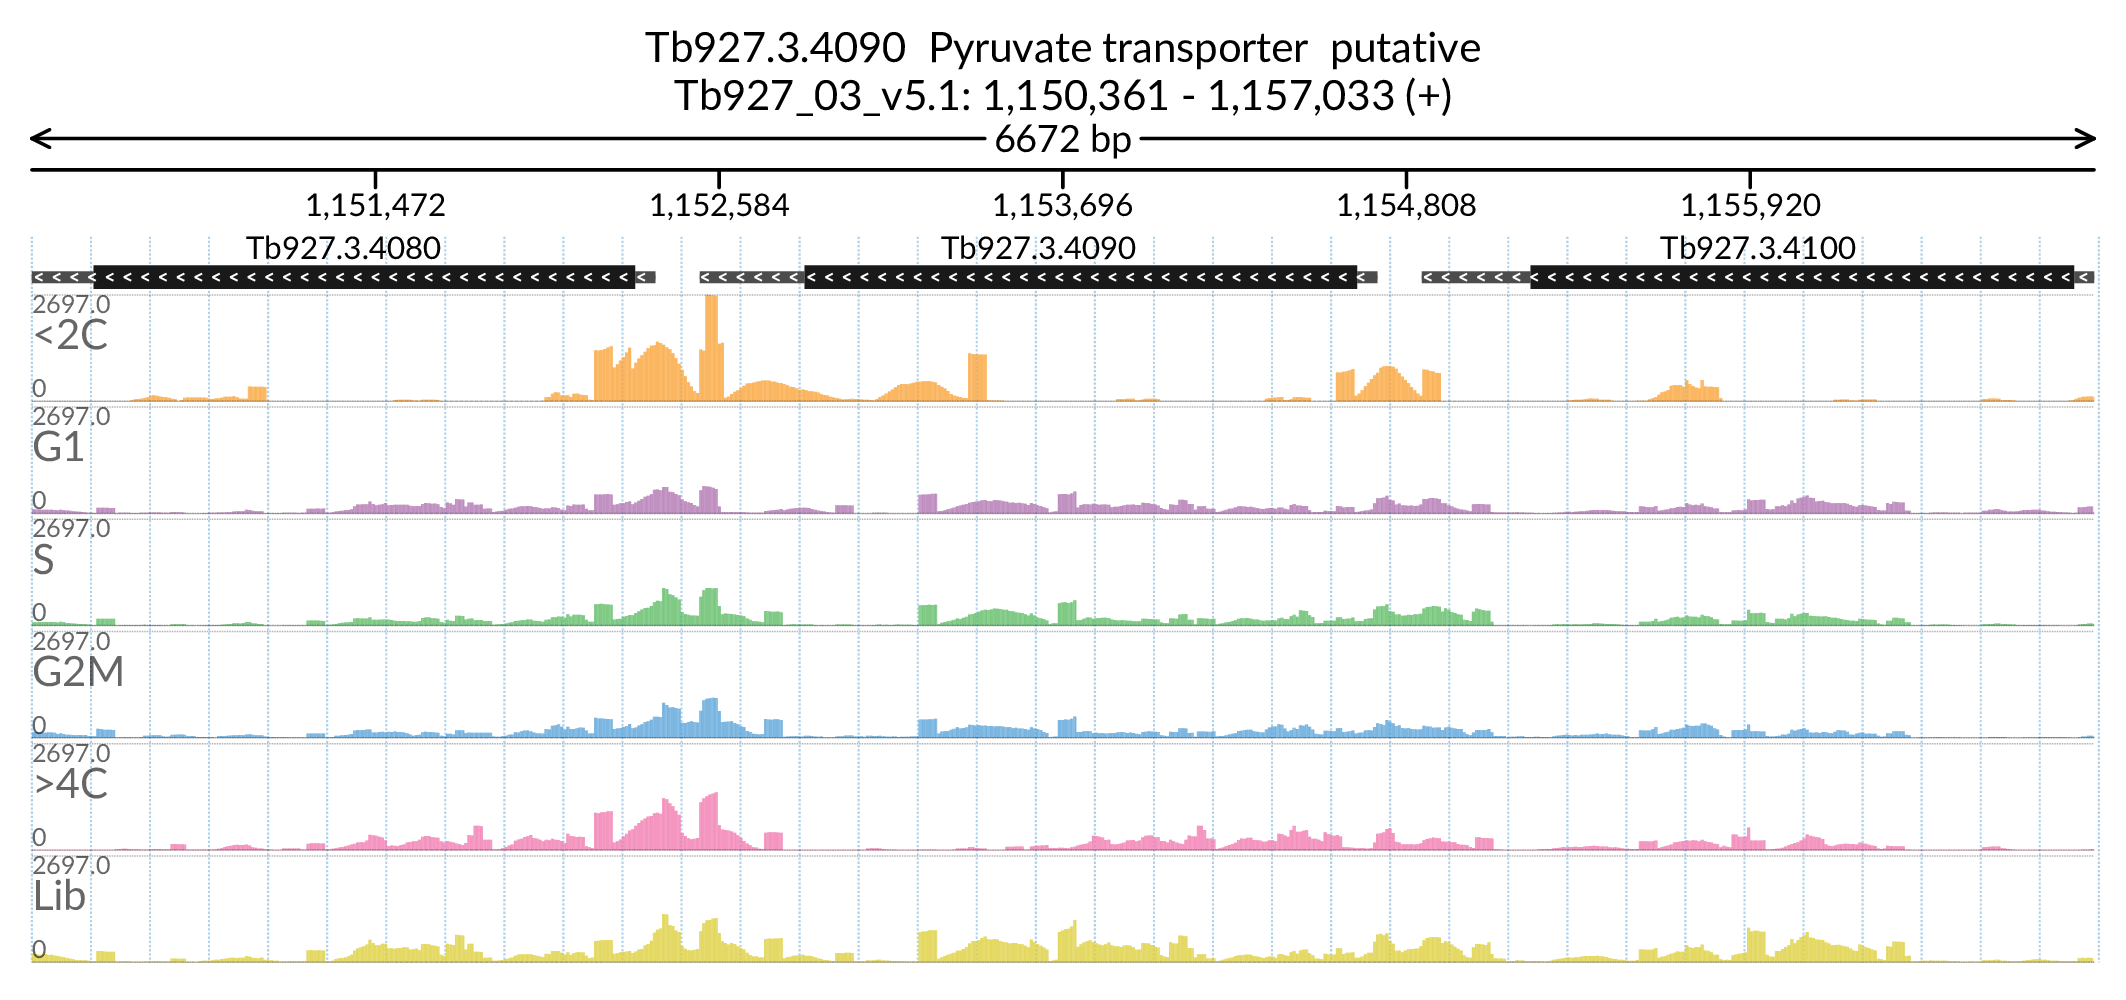 Tb927.3.4090 Pyruvate transporter putative
Tb927_03_v5.1: 1,150,361 - 1,157,033 (+)
6672 bp
1,151,472 1,152,584 1,153,696 1,154,808 1,155,920
Tb927.3.4080 Tb927.3.4090 Tb927.3.4100
2697.0
<2C
0
2697.0
G1
0
2697.0
S
0
2697.0
G2M
0
2697.0
>4C
0
2697.0
Lib
0